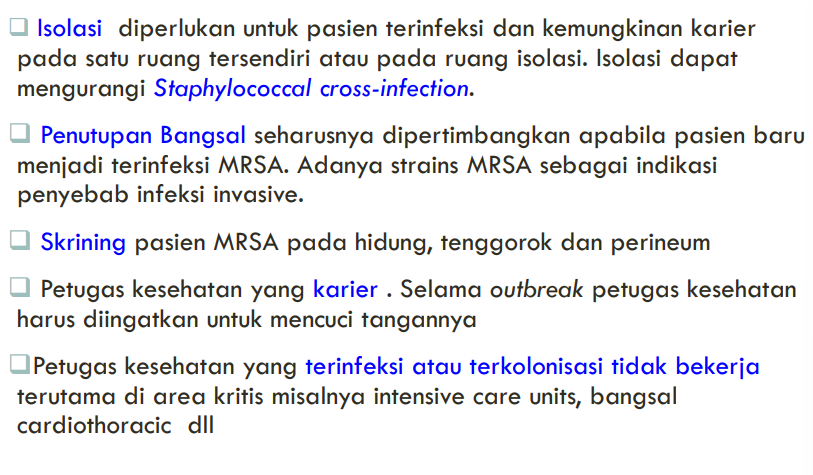 ❑ Isolasi diperlukan untuk pasien terinfeksi dan kemungkinan karier
pada satu ruang tersendiri atau pada ruang isolasi. Isolasi dapat
mengurangi Staphylococcal cross-infection.
❑ Penutupan Bangsal seharusnya dipertimbangkan apabila pasien baru
menjadi terinfeksi MRSA. Adanya strains MRSA sebagai indikasi
penyebab infeksi invasive.
❑ Skrining pasien MRSA pada hidung, tenggorok dan perineum
❑ Petugas kesehatan yang karier . Selama outbreak petugas kesehatan
harus diingatkan untuk mencuci tangannya
❑Petugas kesehatan yang terinfeksi atau terkolonisasi tidak bekerja
terutama di area kritis misalnya intensive care units, bangsal
cardiothoracic dll